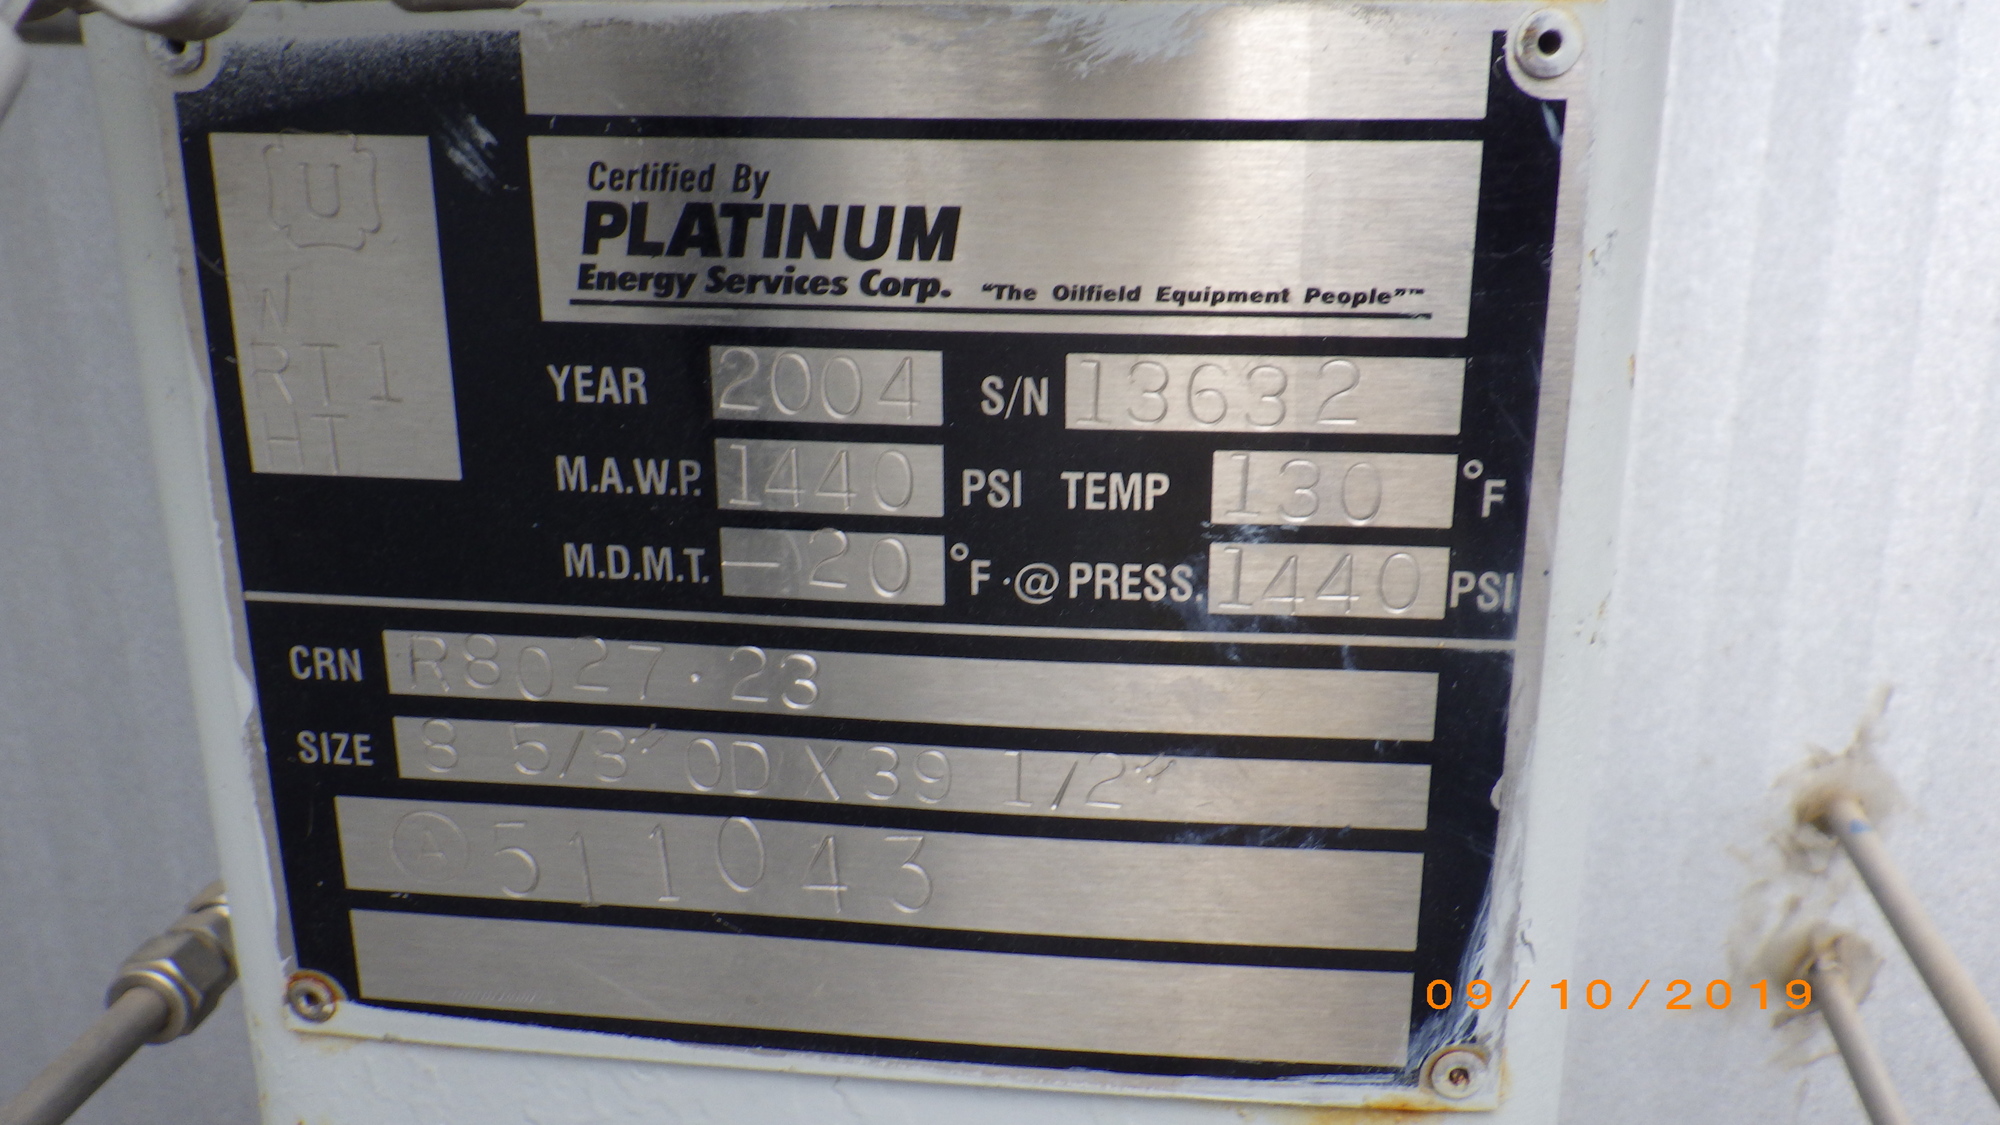 U
W
RT1
HT
Certified By
PLATINUM
Energy Services Corp. "The Oilfield Equipment People"™
YEAR 2004 S/N 13632
M.A.W.P. 1440 PSI TEMP 130 °F
M.D.M.T. -20 °F @ PRESS. 1440 PSI
CRN R8027.23
SIZE 8 5/8" OD X 39 1/2"
A 511043
09/10/2019